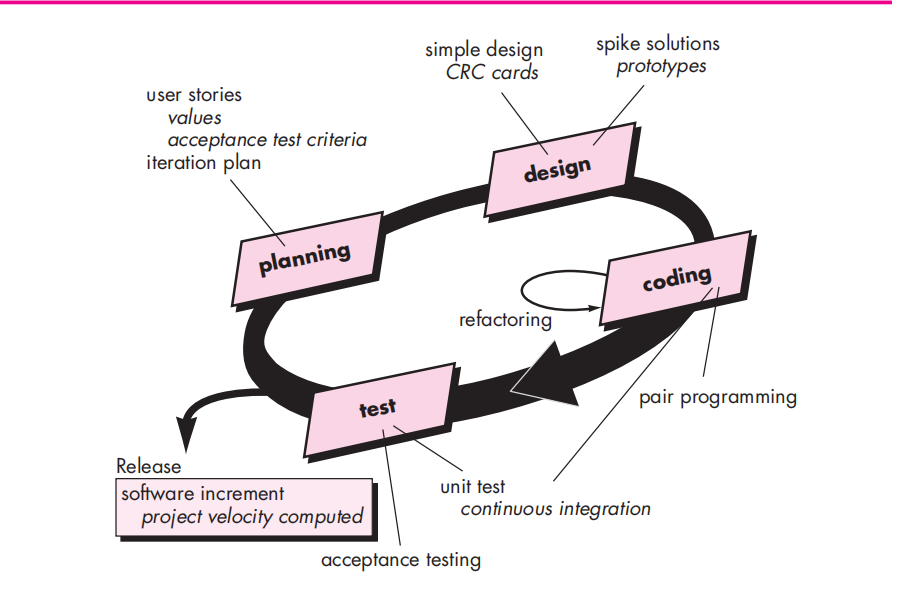 simple design
CRC cards
spike solutions
prototypes
user stories
values
acceptance test criteria
iteration plan
design
planning
coding
refactoring
test
pair programming
Release
software increment
project velocity computed
unit test
continuous integration
acceptance testing